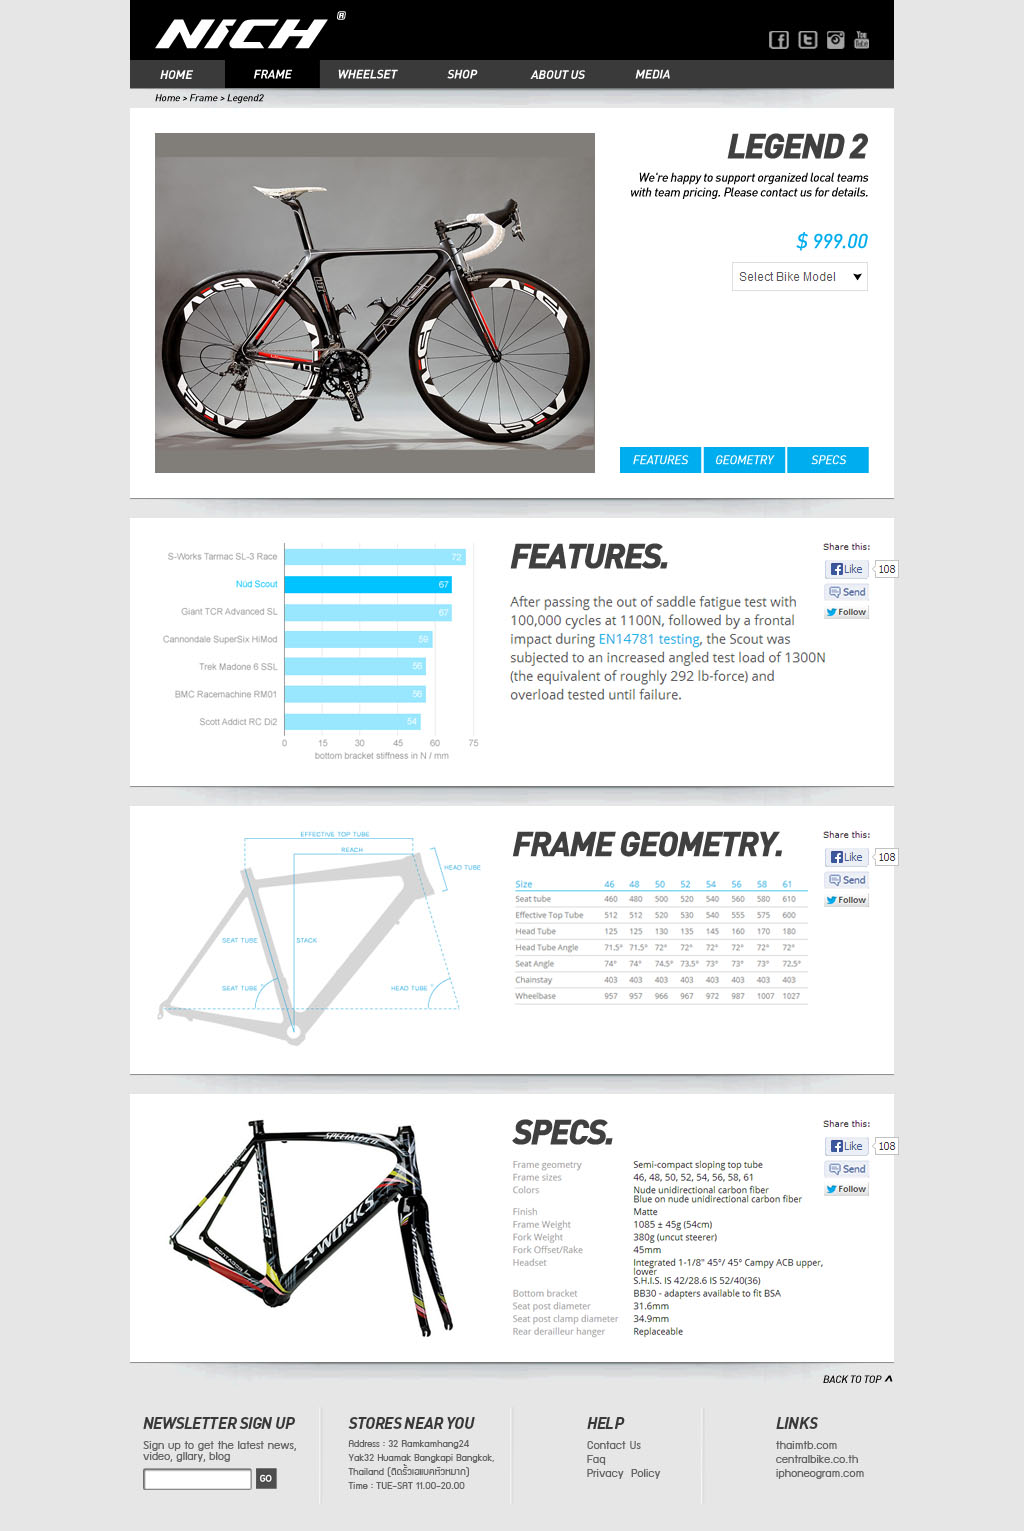 NICH ®
HOME FRAME WHEELSET SHOP ABOUT US MEDIA
Home > Frame > Legend2
LEGEND 2
We're happy to support organized local teams
with team pricing. Please contact us for details.
$ 999.00
Select Bike Model
FEATURES GEOMETRY SPECS
S-Works Tarmac SL-3 Race 72
Nüd Scout 67
Giant TCR Advanced SL 67
Cannondale SuperSix HiMod 59
Trek Madone 6 SSL 56
BMC Racemachine RM01 56
Scott Addict RC Di2 54
0 15 30 45 60 75
bottom bracket stiffness in N / mm
FEATURES.
After passing the out of saddle fatigue test with
100,000 cycles at 1100N, followed by a frontal
impact during EN14781 testing, the Scout was
subjected to an increased angled test load of 1300N
(the equivalent of roughly 292 lb-force) and
overload tested until failure.
Share this:
Like 108
Send
Follow
EFFECTIVE TOP TUBE
REACH
HEAD TUBE
SEAT TUBE
STACK
SEAT TUBE °
HEAD TUBE °
FRAME GEOMETRY.
Size 46 48 50 52 54 56 58 61
Seat tube 460 480 500 520 540 560 580 610
Effective Top Tube 512 512 520 530 540 555 575 600
Head Tube 125 125 130 135 145 160 170 180
Head Tube Angle 71.5° 71.5° 72° 72° 72° 72° 72° 72°
Seat Angle 74° 74° 74.5° 73.5° 73° 73° 73° 72.5°
Chainstay 403 403 403 403 403 403 403 403
Wheelbase 957 957 966 967 972 987 1007 1027
Share this:
Like 108
Send
Follow
SPECIALIZED
S-WORKS
SPECS.
Frame geometry Semi-compact sloping top tube
Frame sizes 46, 48, 50, 52, 54, 56, 58, 61
Colors Nude unidirectional carbon fiber
Blue on nude unidirectional carbon fiber
Finish Matte
Frame Weight 1085 ± 45g (54cm)
Fork Weight 380g (uncut steerer)
Fork Offset/Rake 45mm
Headset Integrated 1-1/8" 45°/ 45° Campy ACB upper,
lower
S.H.I.S. IS 42/28.6 IS 52/40(36)
Bottom bracket BB30 - adapters available to fit BSA
Seat post diameter 31.6mm
Seat post clamp diameter 34.9mm
Rear derailleur hanger Replaceable
Share this:
Like 108
Send
Follow
BACK TO TOP ^
NEWSLETTER SIGN UP
Sign up to get the latest news,
video, gllary, blog
GO
STORES NEAR YOU
Address : 32 Ramkamhang24
Yak32 Huamak Bangkapi Bangkok,
Thailand (ติดรั้วเอแบคหัวหมาก)
Time : TUE-SAT 11.00-20.00
HELP
Contact Us
Faq
Privacy Policy
LINKS
thaimtb.com
centralbike.co.th
iphoneogram.com